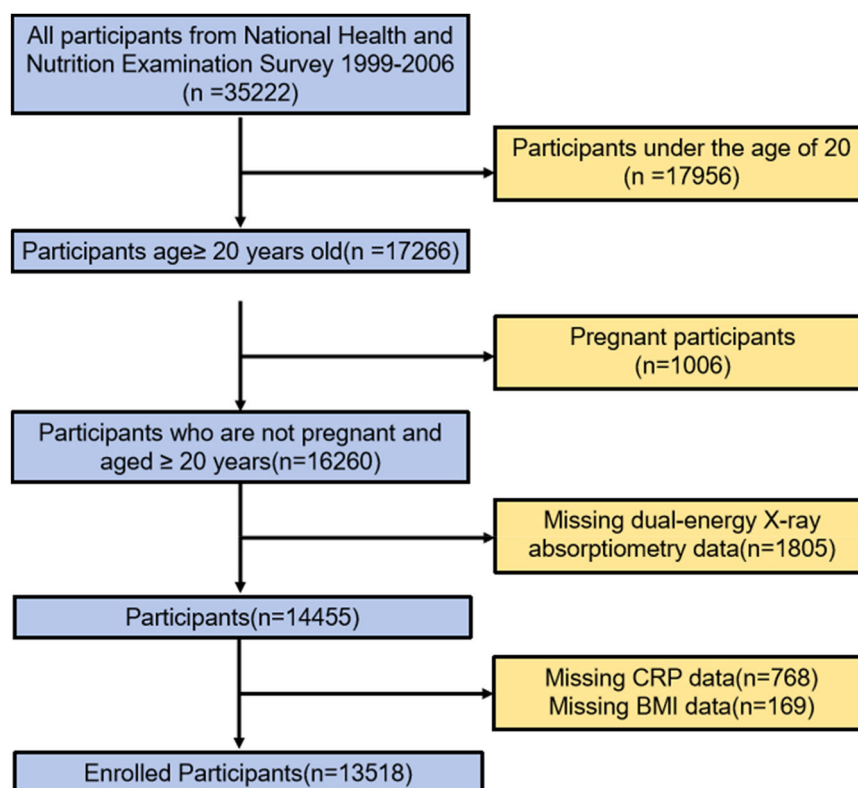 All participants from National Health and
Nutrition Examination Survey 1999-2006
(n =35222)
Participants under the age of 20
(n =17956)
Participants age≥ 20 years old(n =17266)
Pregnant participants
(n=1006)
Participants who are not pregnant and
aged ≥ 20 years(n=16260)
Missing dual-energy X-ray
absorptiometry data(n=1805)
Participants(n=14455)
Missing CRP data(n=768)
Missing BMI data(n=169)
Enrolled Participants(n=13518)